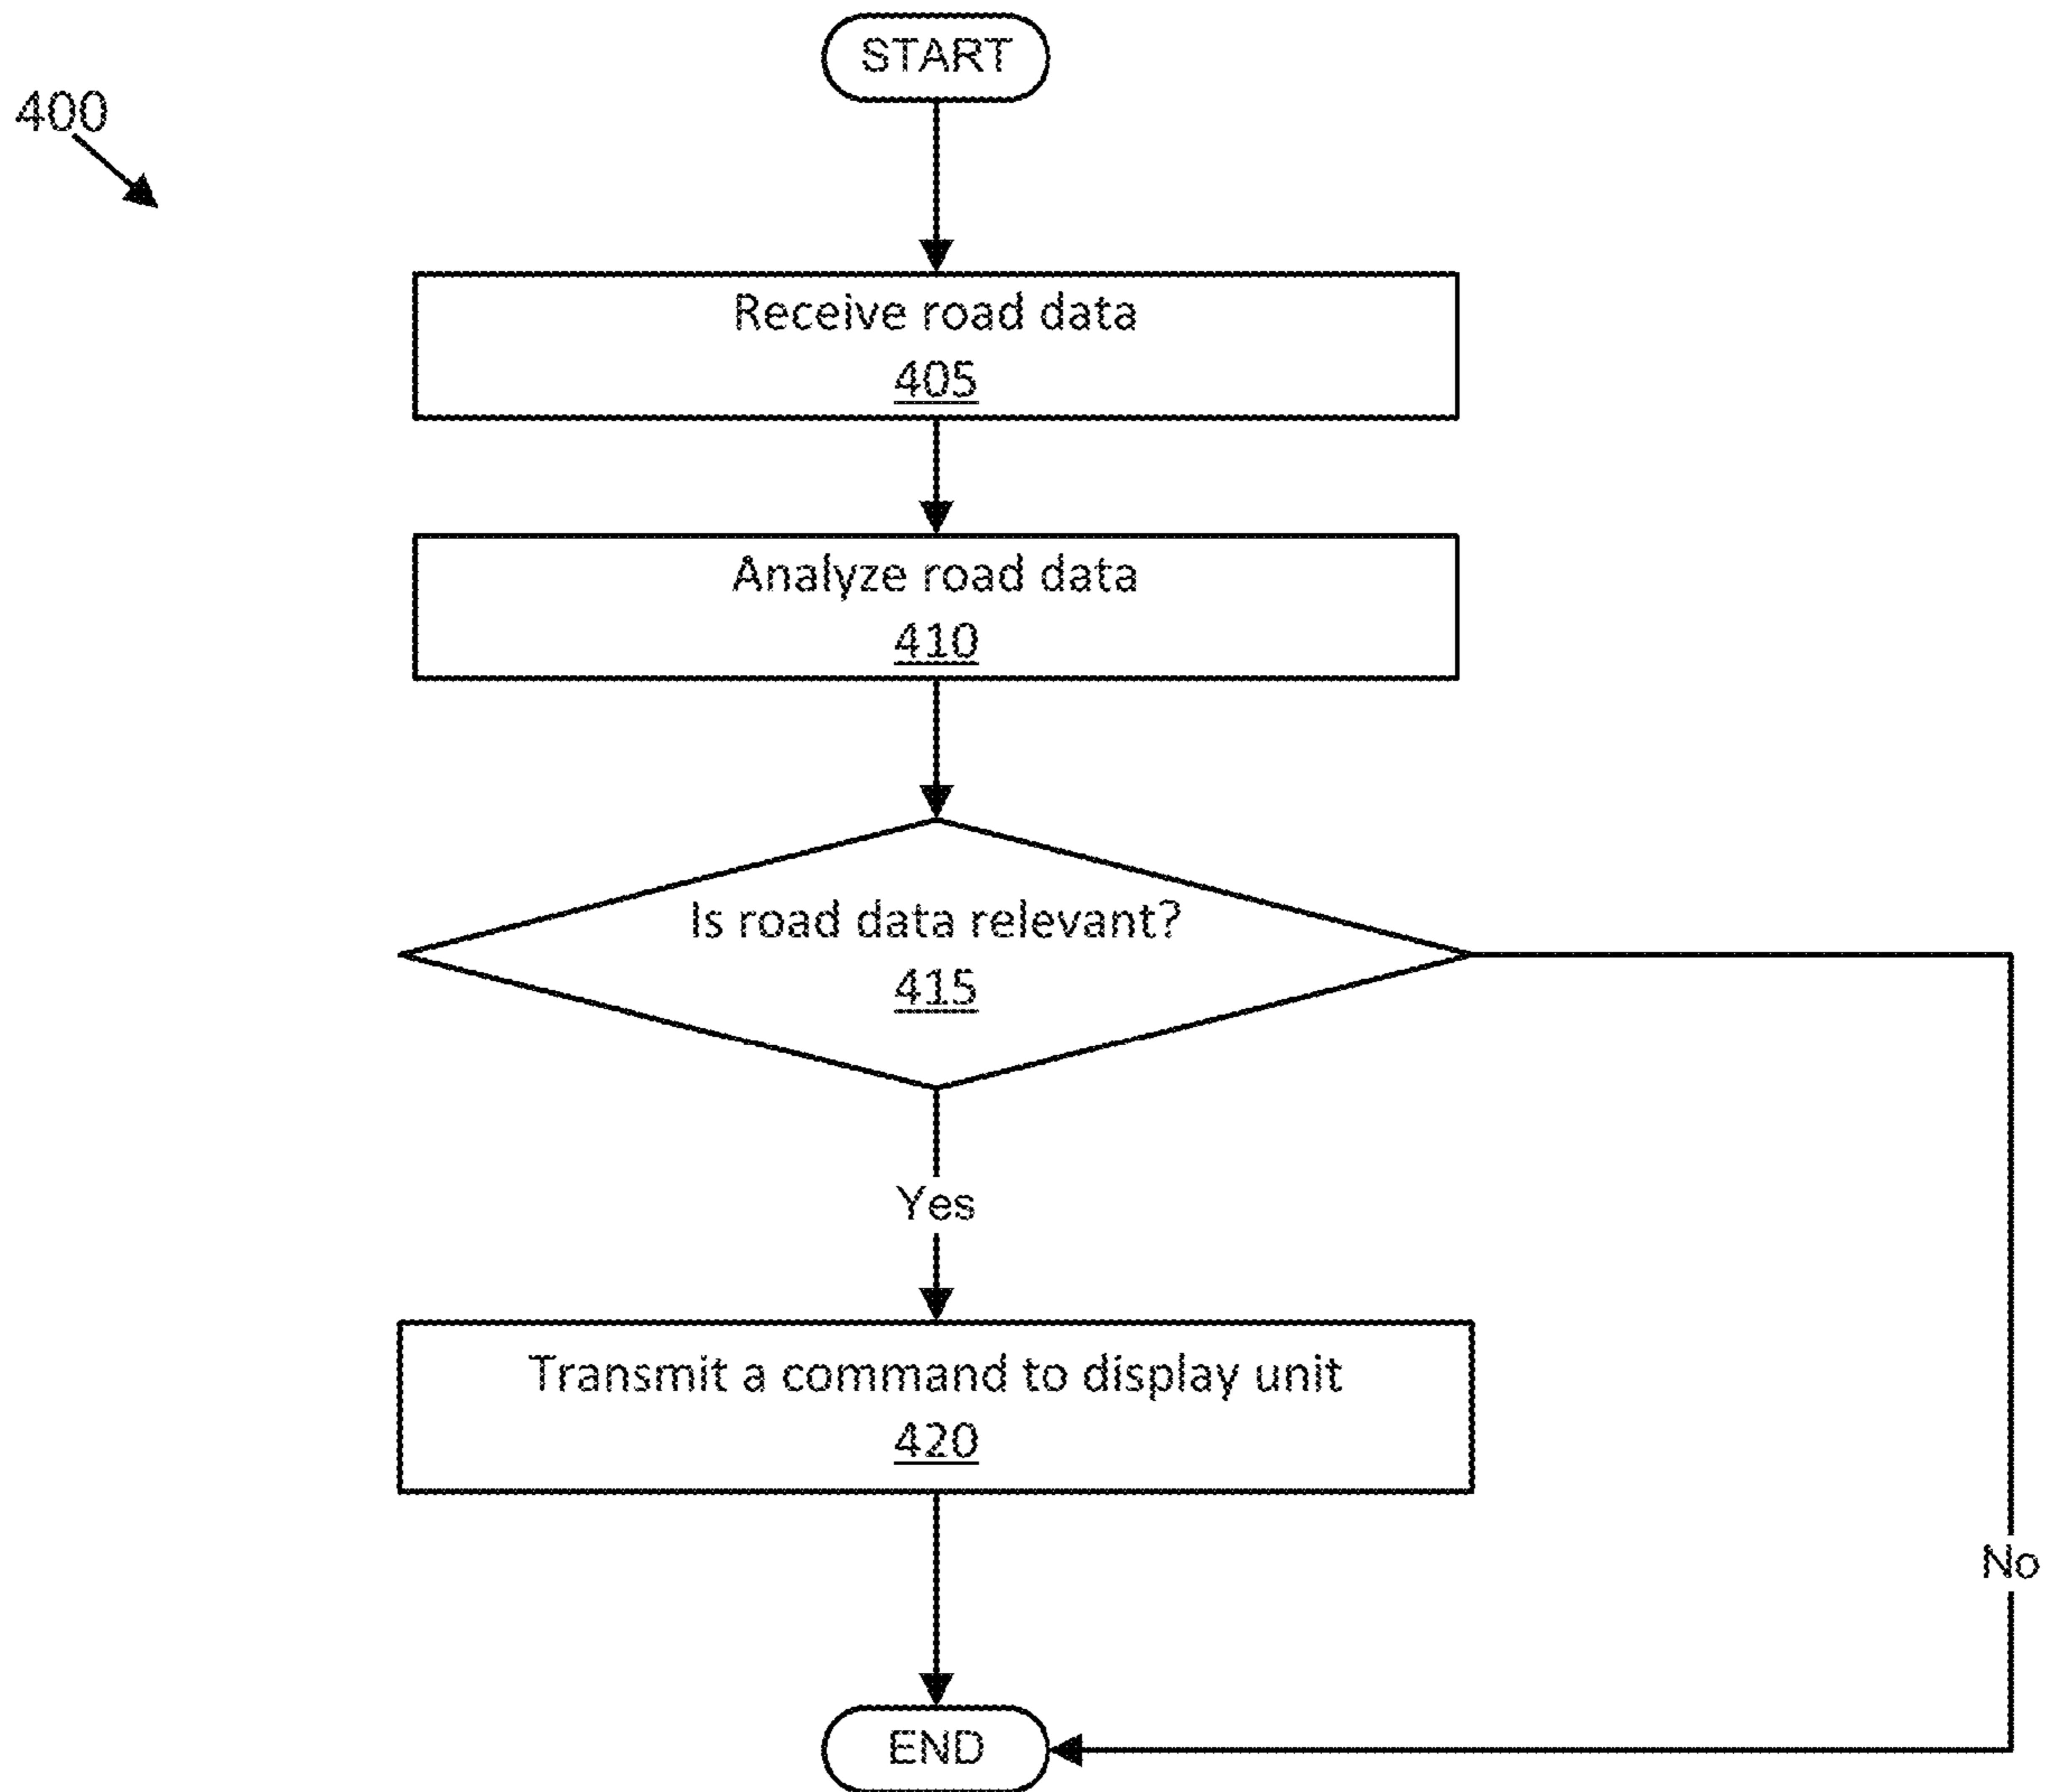 START
400
Receive road data
405
Analyze road data
410
Is road data relevant?
415
Yes
Transmit a command to display unit
420
No
END